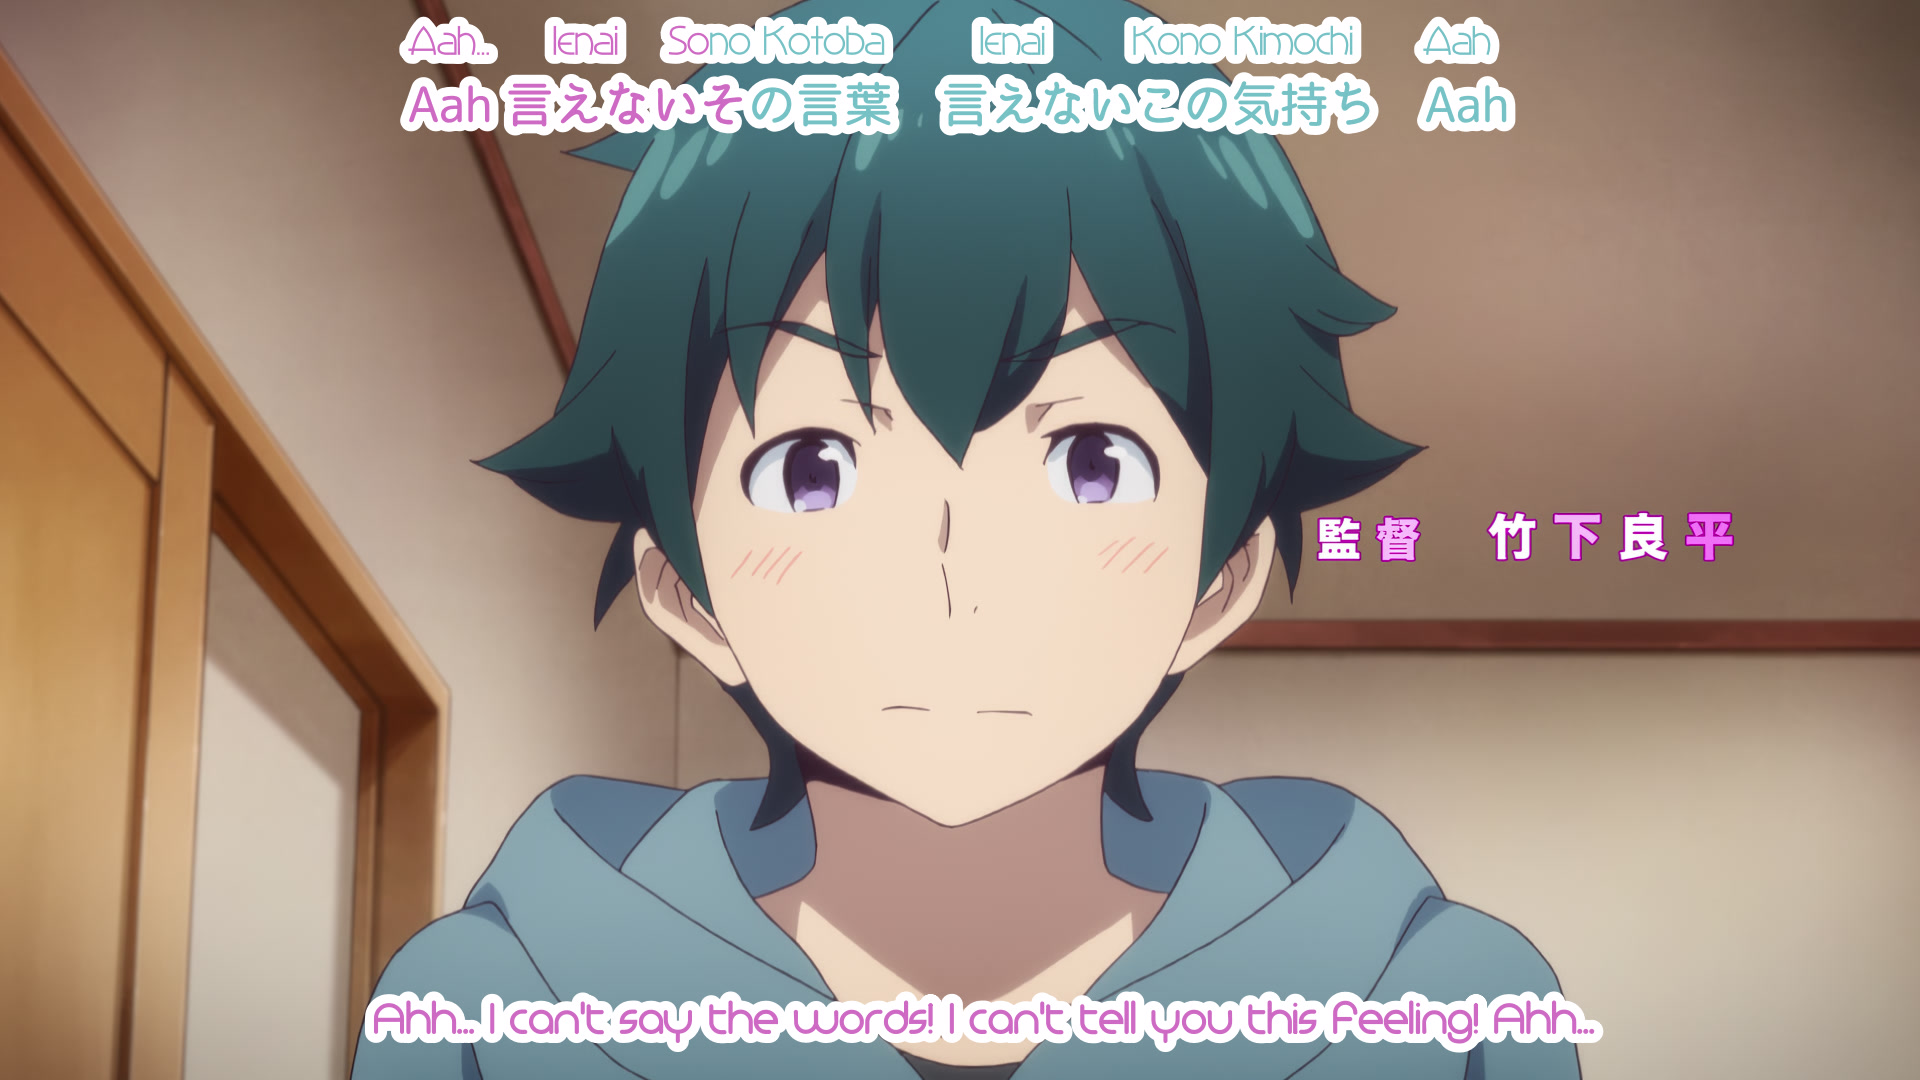 Aah... Ienai Sono Kotoba Ienai Kono Kimochi Aah
Aah 言えないその言葉 言えないこの気持ち Aah
監督 竹下良平
Ahh... I can't say the words! I can't tell you this feeling! Ahh...